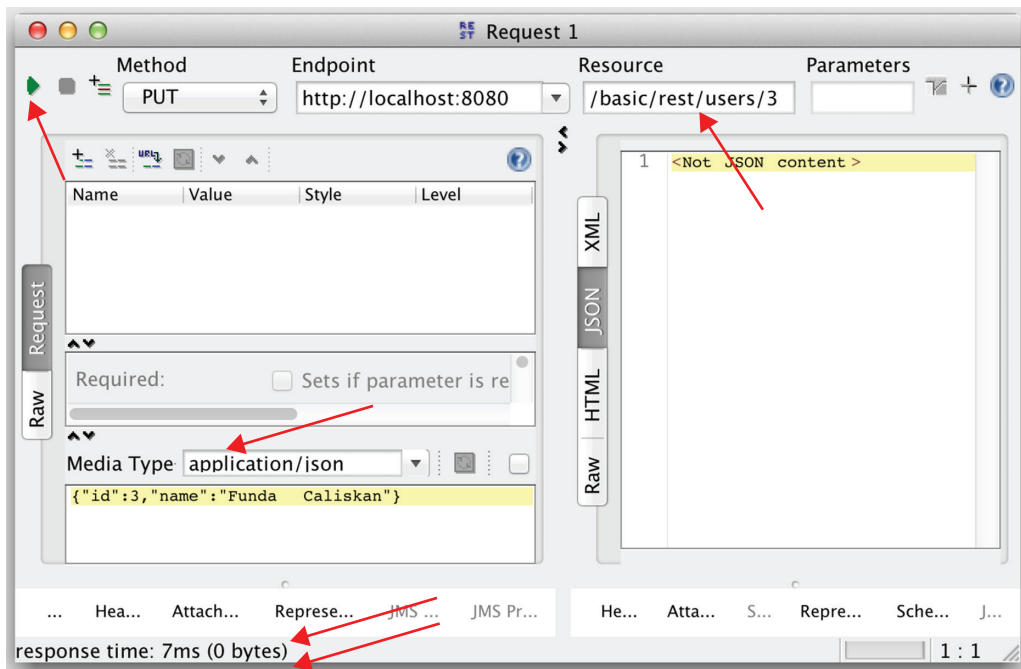 REST Request 1
Method Endpoint Resource Parameters
PUT http://localhost:8080 /basic/rest/users/3
Name Value Style Level
Required: Sets if parameter is re
Media Type application/json
{"id":3,"name":"Funda Caliskan"}
Request
Raw
1 <Not JSON content>
XML
JSON
HTML
Raw
... Hea... Attach... Represe... JMS ... JMS Pr...
He... Atta... S... Repre... Sche... J...
response time: 7ms (0 bytes)
1 : 1